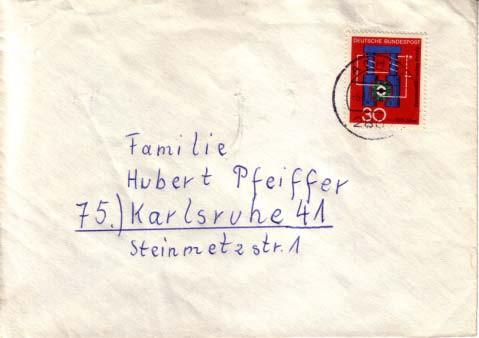 DEUTSCHE BUNDESPOST
30
Familie
Hubert Pfeiffer
75.) Karlsruhe 41
Steinmetzstr. 1